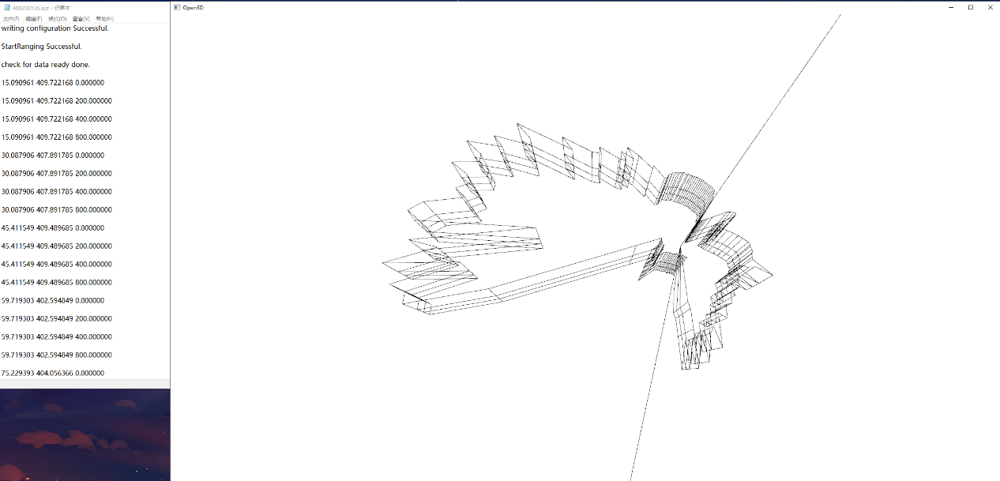 400208135.xyz - 记事本
文件(F) 编辑(E) 格式(O) 查看(V) 帮助(H)
writing configuration Successful.
StartRanging Successful.
check for data ready done.
15.090961 409.722168 0.000000
15.090961 409.722168 200.000000
15.090961 409.722168 400.000000
15.090961 409.722168 800.000000
30.087906 407.891785 0.000000
30.087906 407.891785 200.000000
30.087906 407.891785 400.000000
30.087906 407.891785 800.000000
45.411549 409.489685 0.000000
45.411549 409.489685 200.000000
45.411549 409.489685 400.000000
45.411549 409.489685 800.000000
59.719303 402.594849 0.000000
59.719303 402.594849 200.000000
59.719303 402.594849 400.000000
59.719303 402.594849 800.000000
75.229393 404.056366 0.000000
Open3D